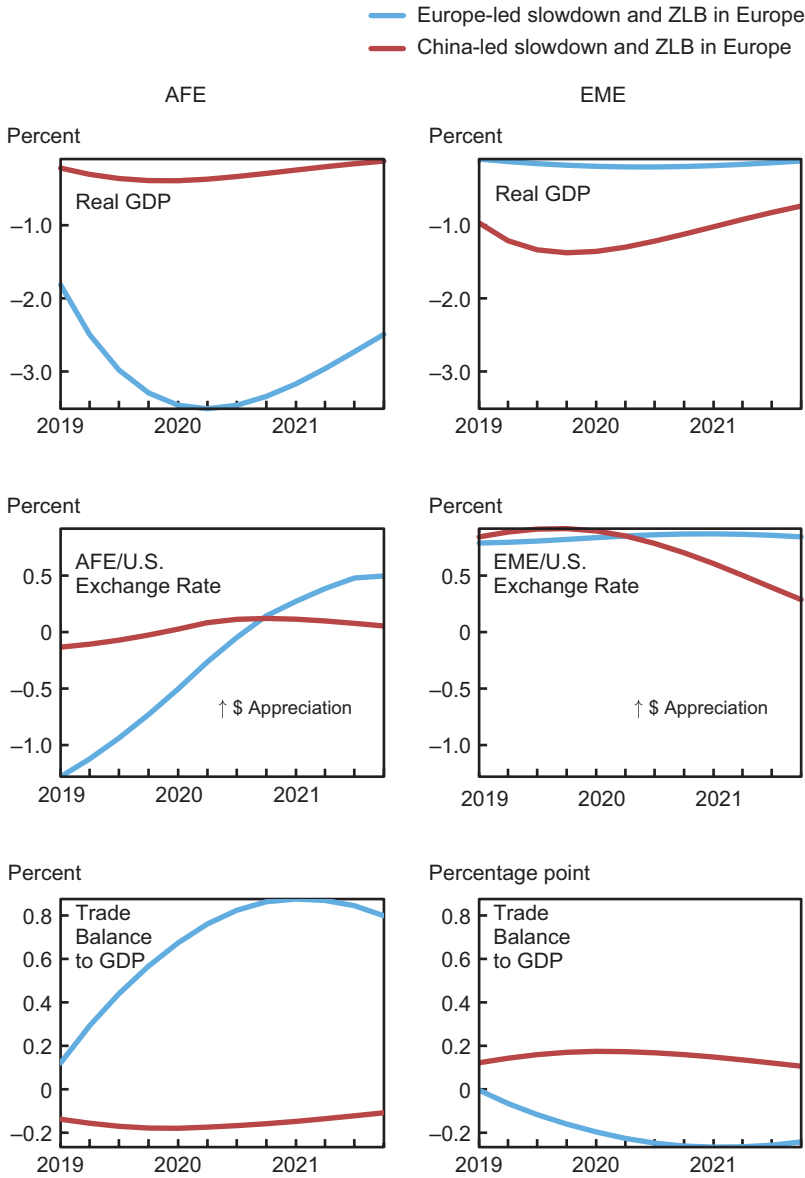 Europe-led slowdown and ZLB in Europe
China-led slowdown and ZLB in Europe
AFE
EME
Percent
Real GDP
–1.0
–2.0
–3.0
2019
2020
2021
Percent
Real GDP
–1.0
–2.0
–3.0
2019
2020
2021
Percent
AFE/U.S.
Exchange Rate
0.5
0
–0.5
–1.0
↑ $ Appreciation
2019
2020
2021
Percent
EME/U.S.
Exchange Rate
0.5
0
–0.5
–1.0
↑ $ Appreciation
2019
2020
2021
Percent
Trade
Balance
to GDP
0.8
0.6
0.4
0.2
0
–0.2
2019
2020
2021
Percentage point
Trade
Balance
to GDP
0.8
0.6
0.4
0.2
0
–0.2
2019
2020
2021